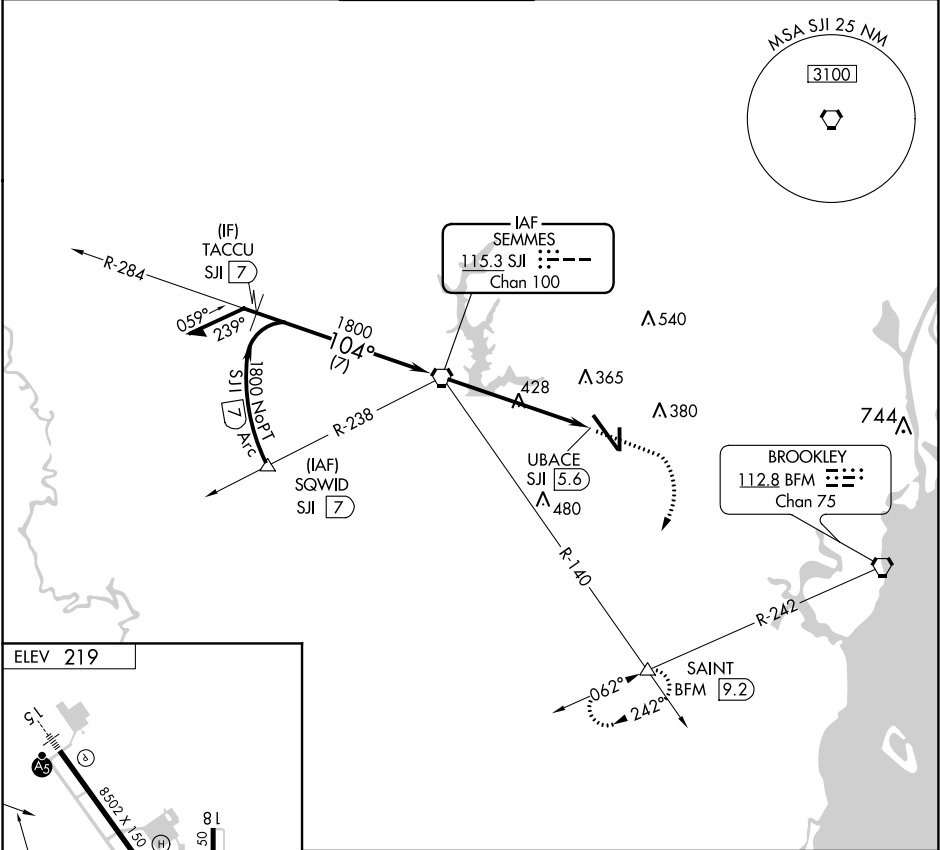 MSA SJI 25 NM
3100
(IF)
TACCU
SJI 7
R-284
059°
239°
1800
104°
(7)
1800 NoPT
SJI 7 Arc
R-238
(IAF)
SQWID
SJI 7
IAF
SEMMES
115.3 SJI
Chan 100
540
365
428
380
744
UBACE
SJI 5.6
480
BROOKLEY
112.8 BFM
Chan 75
R-140
R-242
SAINT
BFM 9.2
062°
242°
ELEV 219
15
A5
P
8502 X 150
H
18
50